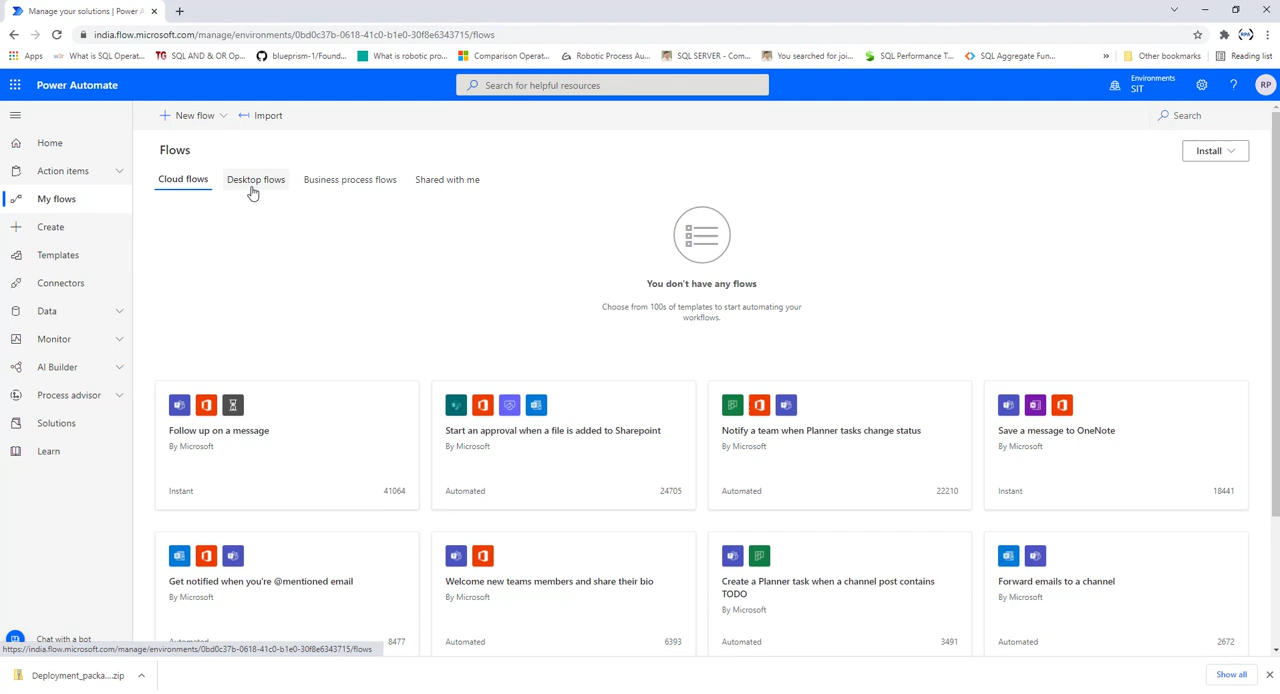 Manage your solutions | Power A
india.flow.microsoft.com/manage/environments/0bd0c37b-0618-41c0-b1e0-30f8e6343715/flows
Apps
What is SQL Operat...
SQL AND & OR Op...
blueprism-1/Found...
What is robotic pro...
Comparison Operat...
Robotic Process Au...
SQL SERVER - Com...
You searched for joi...
SQL Performance T...
SQL Aggregate Fun...
»
Other bookmarks
Reading list
Power Automate
Search for helpful resources
Environments
SIT
?
RP
New flow
Import
Search
Home
Action items
My flows
Create
Templates
Connectors
Data
Monitor
AI Builder
Process advisor
Solutions
Learn
Chat with a bot
Flows
Install
Cloud flows
Desktop flows
Business process flows
Shared with me
You don't have any flows
Choose from 100s of templates to start automating your
workflows.
Follow up on a message
By Microsoft
Instant
41064
Start an approval when a file is added to Sharepoint
By Microsoft
Automated
24705
Notify a team when Planner tasks change status
By Microsoft
Automated
22210
Save a message to OneNote
By Microsoft
Instant
18441
Get notified when you're @mentioned email
By Microsoft
Automated
8477
Welcome new teams members and share their bio
By Microsoft
Automated
6393
Create a Planner task when a channel post contains
TODO
By Microsoft
Automated
3491
Forward emails to a channel
By Microsoft
Automated
2672
https://india.flow.microsoft.com/manage/environments/0bd0c37b-0618-41c0-b1e0-30f8e6343715/flows
Deployment_packa....zip
Show all